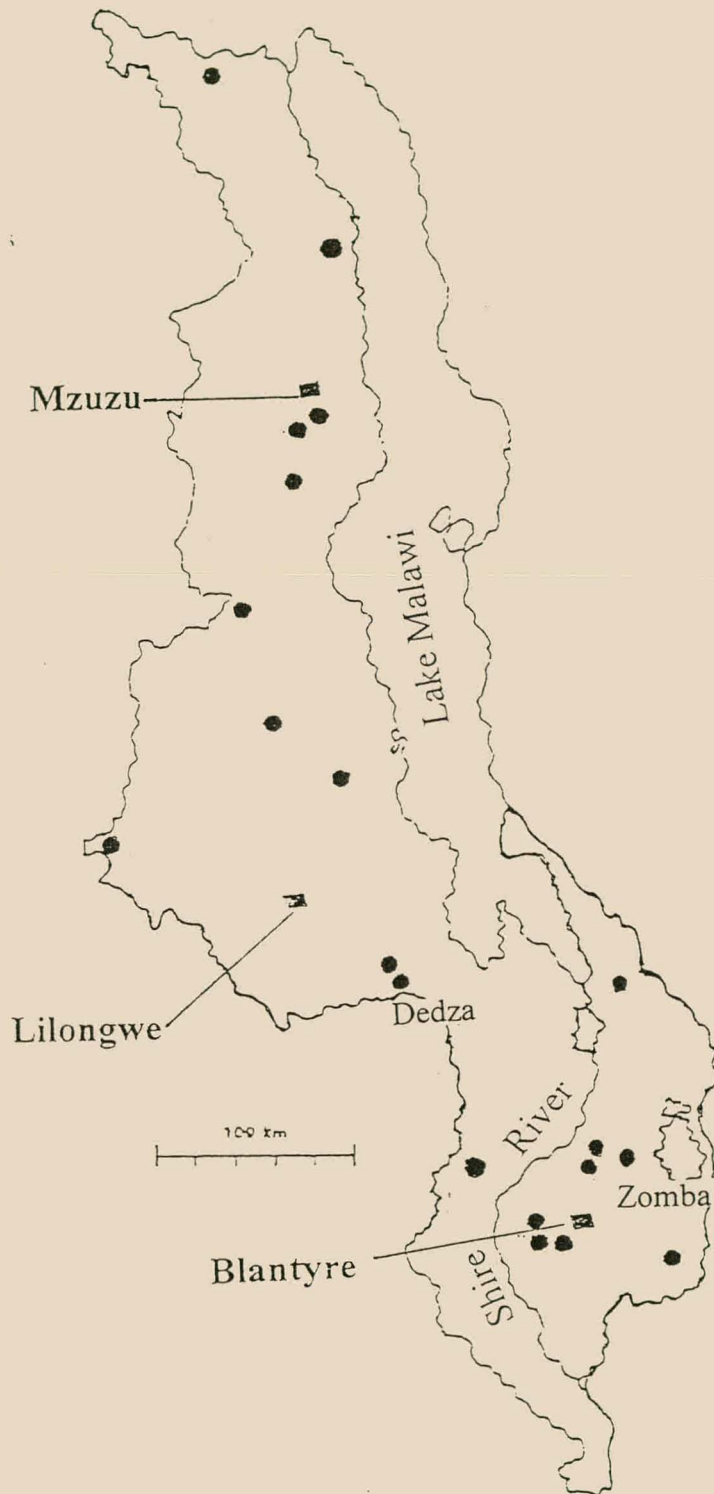 Mzuzu
Lake Malawi
Lilongwe
Dedza
100 km
River
Zomba
Blantyre
Shire